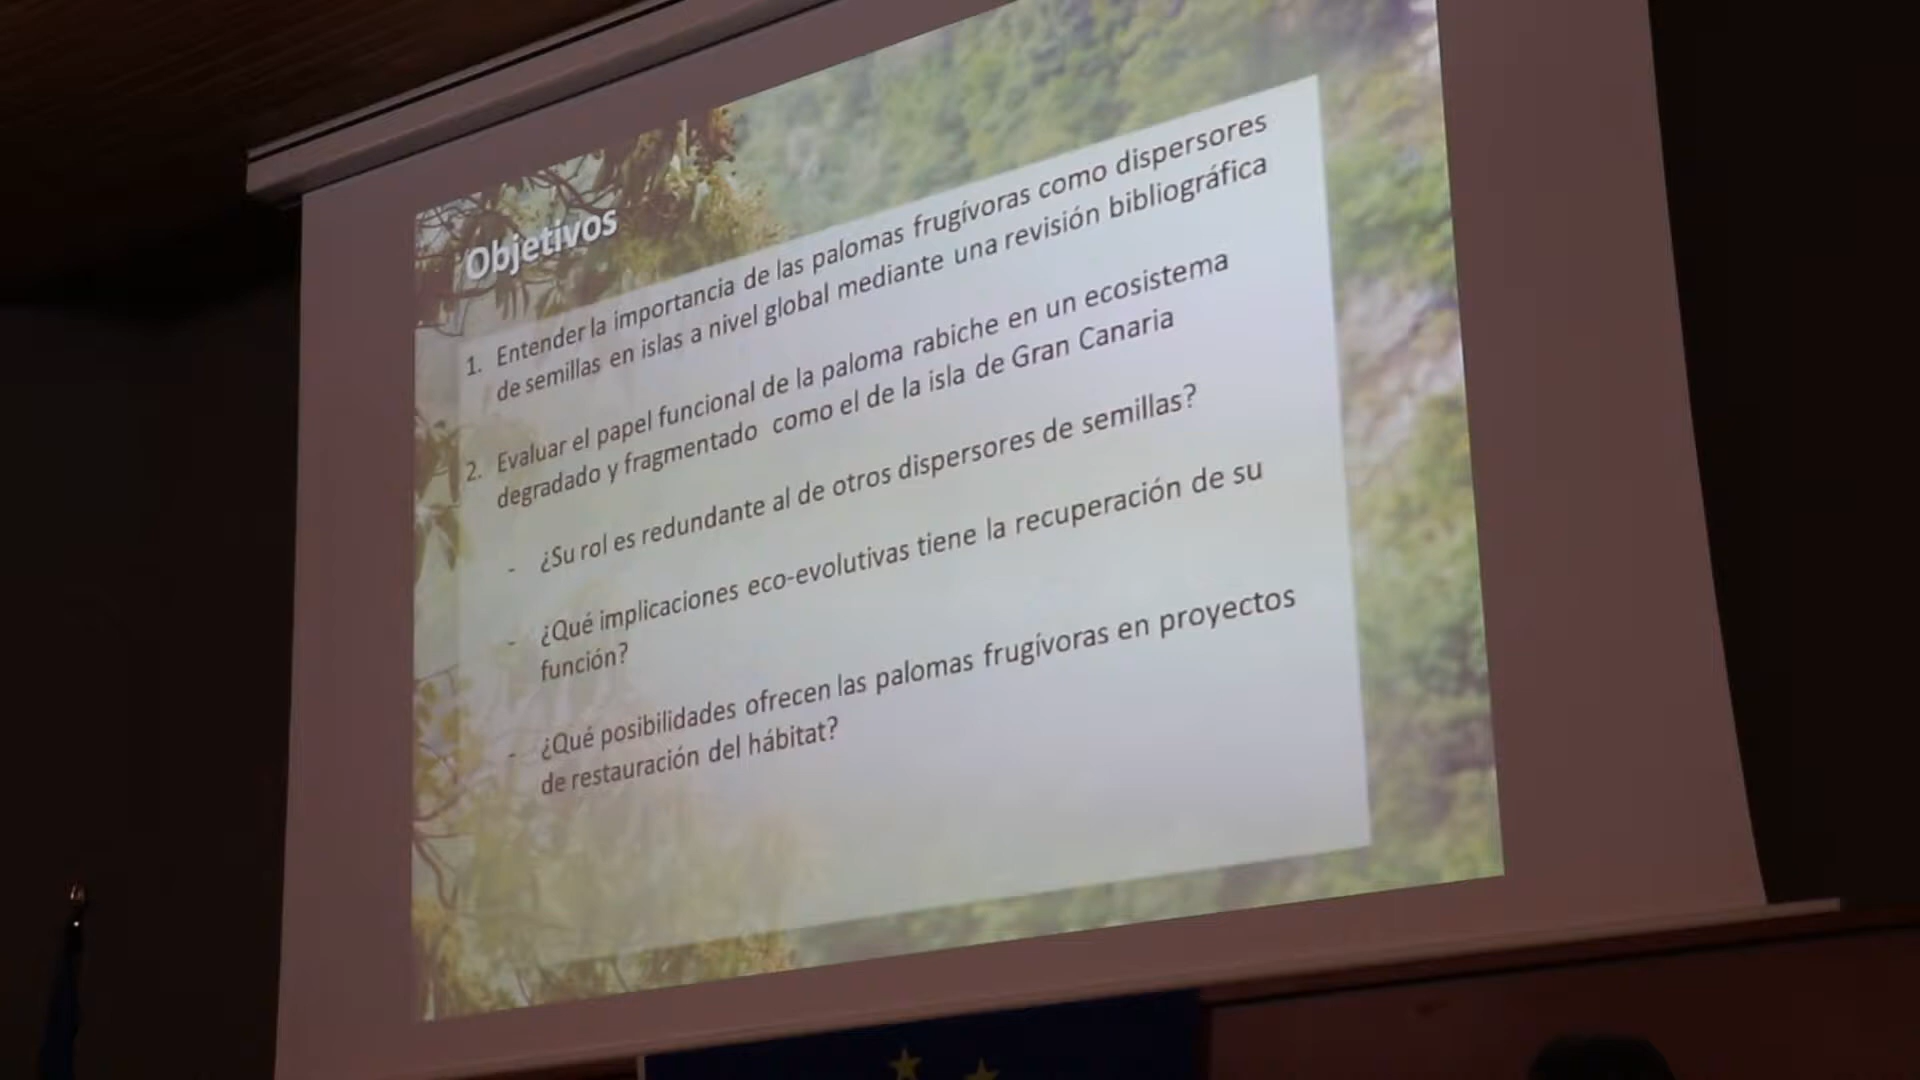 Objetivos
1. Entender la importancia de las palomas frugívoras como dispersores
de semillas en islas a nivel global mediante una revisión bibliográfica
2. Evaluar el papel funcional de la paloma rabiche en un ecosistema
degradado y fragmentado como el de la isla de Gran Canaria
- ¿Su rol es redundante al de otros dispersores de semillas?
- ¿Qué implicaciones eco-evolutivas tiene la recuperación de su
función?
- ¿Qué posibilidades ofrecen las palomas frugívoras en proyectos
de restauración del hábitat?